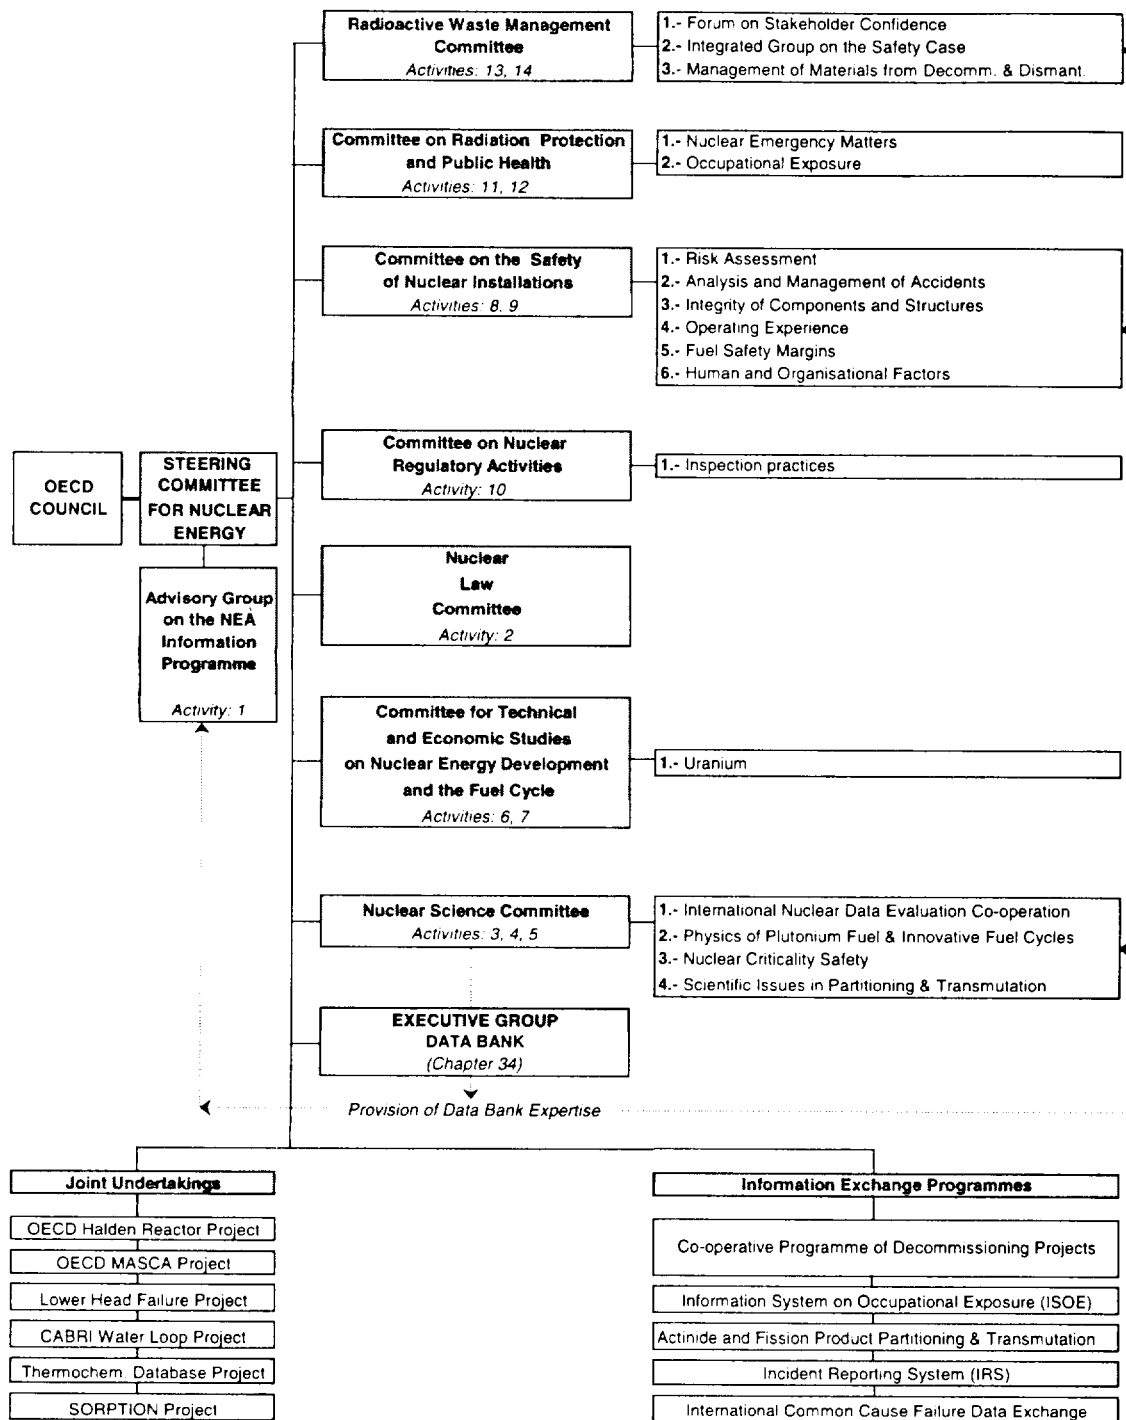 Radioactive Waste Management
Committee
Activities: 13, 14
1.- Forum on Stakeholder Confidence
2.- Integrated Group on the Safety Case
3.- Management of Materials from Decomm. & Dismant.
Committee on Radiation Protection
and Public Health
Activities: 11, 12
1.- Nuclear Emergency Matters
2.- Occupational Exposure
Committee on the Safety
of Nuclear Installations
Activities: 8, 9
1.- Risk Assessment
2.- Analysis and Management of Accidents
3.- Integrity of Components and Structures
4.- Operating Experience
5.- Fuel Safety Margins
6.- Human and Organisational Factors
OECD
COUNCIL
STEERING
COMMITTEE
FOR NUCLEAR
ENERGY
Committee on Nuclear
Regulatory Activities
Activity: 10
1.- Inspection practices
Advisory Group
on the NEA
Information
Programme
Activity: 1
Nuclear
Law
Committee
Activity: 2
Committee for Technical
and Economic Studies
on Nuclear Energy Development
and the Fuel Cycle
Activities: 6, 7
1.- Uranium
Nuclear Science Committee
Activities: 3, 4, 5
1.- International Nuclear Data Evaluation Co-operation
2.- Physics of Plutonium Fuel & Innovative Fuel Cycles
3.- Nuclear Criticality Safety
4.- Scientific Issues in Partitioning & Transmutation
EXECUTIVE GROUP
DATA BANK
(Chapter 34)
Provision of Data Bank Expertise
Joint Undertakings
OECD Halden Reactor Project
OECD MASCA Project
Lower Head Failure Project
CABRI Water Loop Project
Thermochem. Database Project
SORPTION Project
Information Exchange Programmes
Co-operative Programme of Decommissioning Projects
Information System on Occupational Exposure (ISOE)
Actinide and Fission Product Partitioning & Transmutation
Incident Reporting System (IRS)
International Common Cause Failure Data Exchange